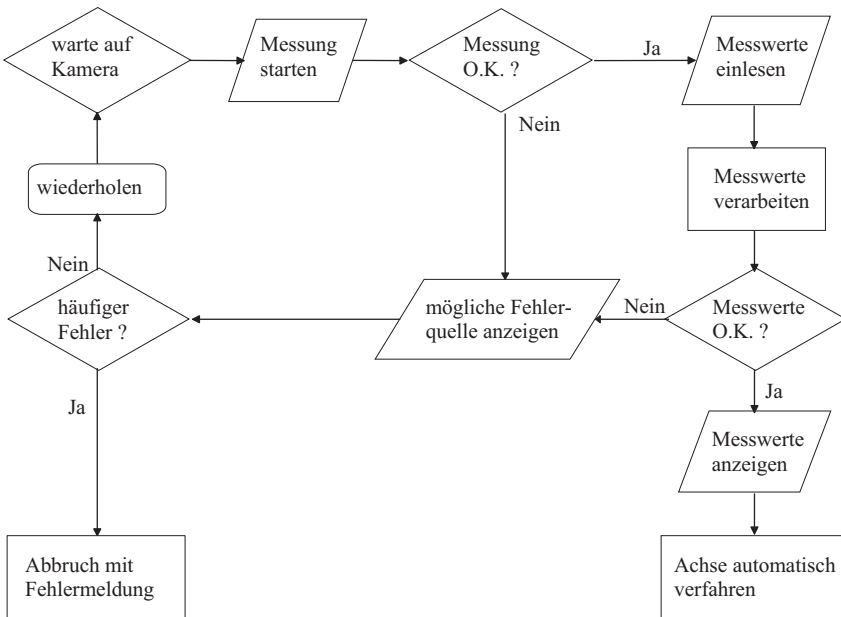 warte auf
Kamera
Messung
starten
Messung
O.K. ?
Ja
Messwerte
einlesen
Nein
wiederholen
Messwerte
verarbeiten
Nein
häufiger
Fehler ?
mögliche Fehler-
quelle anzeigen
Nein
Messwerte
O.K. ?
Ja
Ja
Messwerte
anzeigen
Abbruch mit
Fehlermeldung
Achse automatisch
verfahren